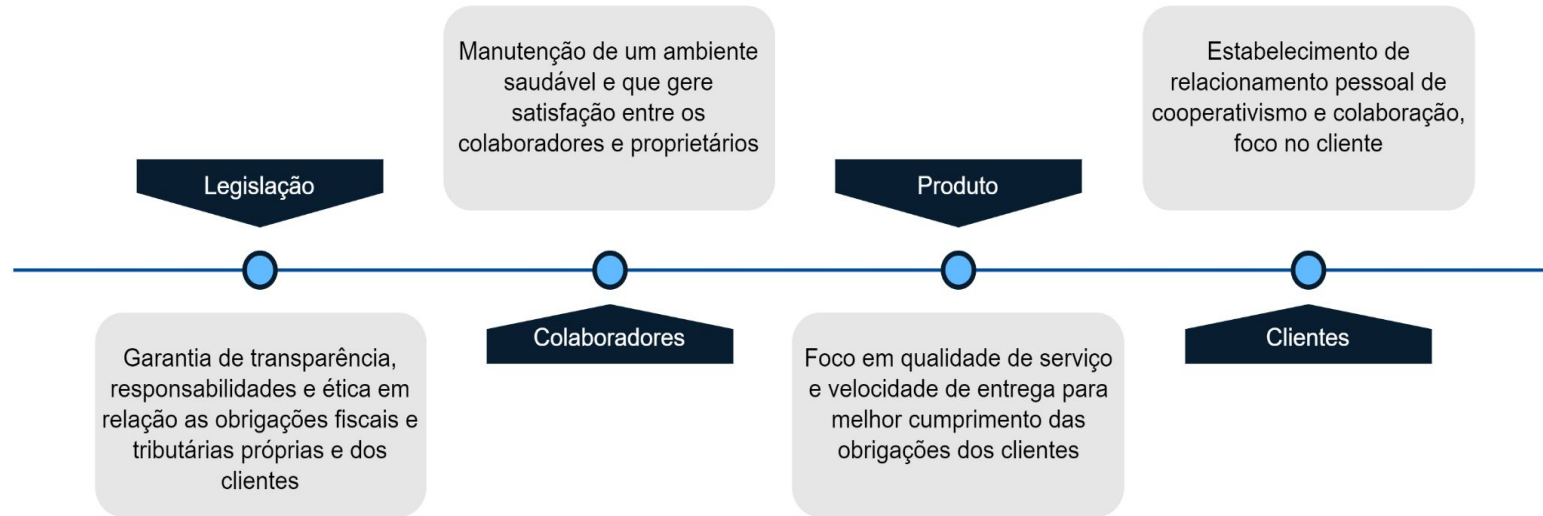 Legislação
Garantia de transparência,
responsabilidades e ética em
relação as obrigações fiscais e
tributárias próprias e dos
clientes
Manutenção de um ambiente
saudável e que gere
satisfação entre os
colaboradores e proprietários
Colaboradores
Produto
Foco em qualidade de serviço
e velocidade de entrega para
melhor cumprimento das
obrigações dos clientes
Estabelecimento de
relacionamento pessoal de
cooperativismo e colaboração,
foco no cliente
Clientes